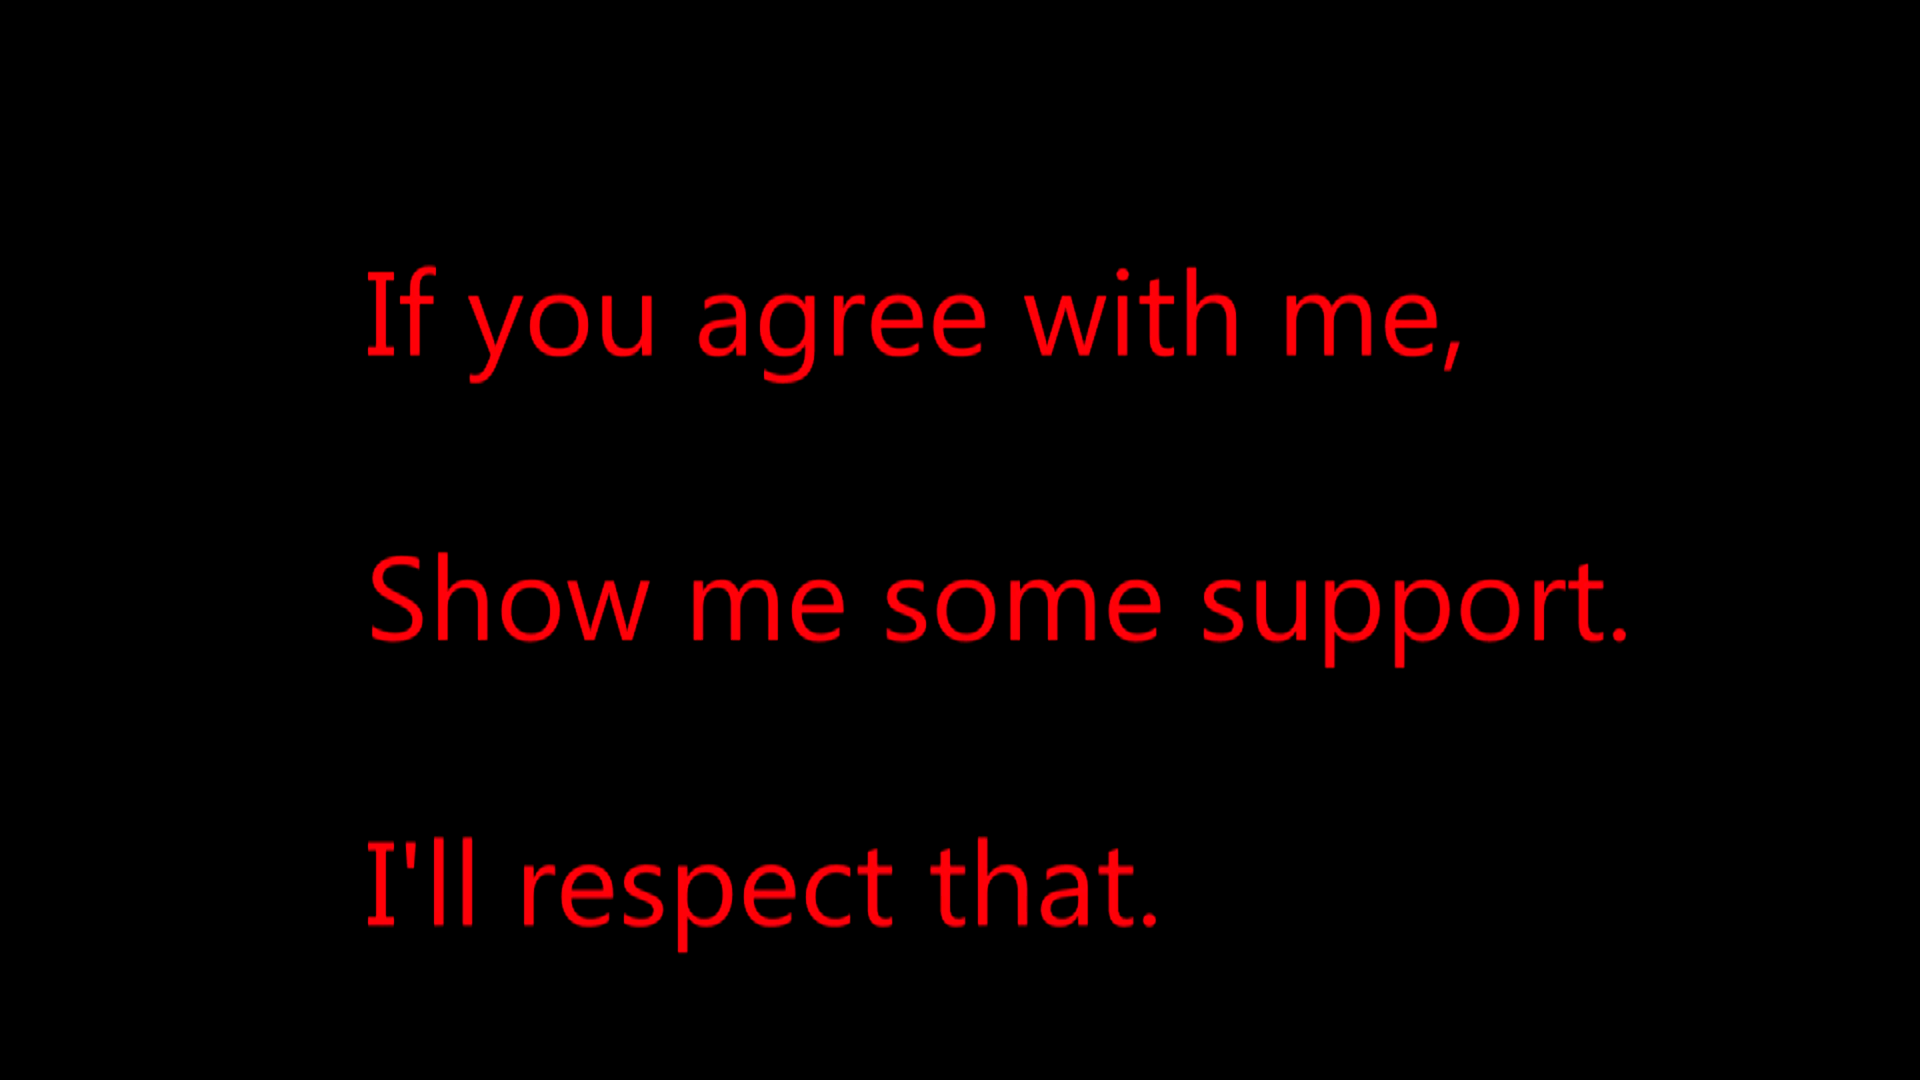 If you agree with me,
Show me some support.
I'll respect that.